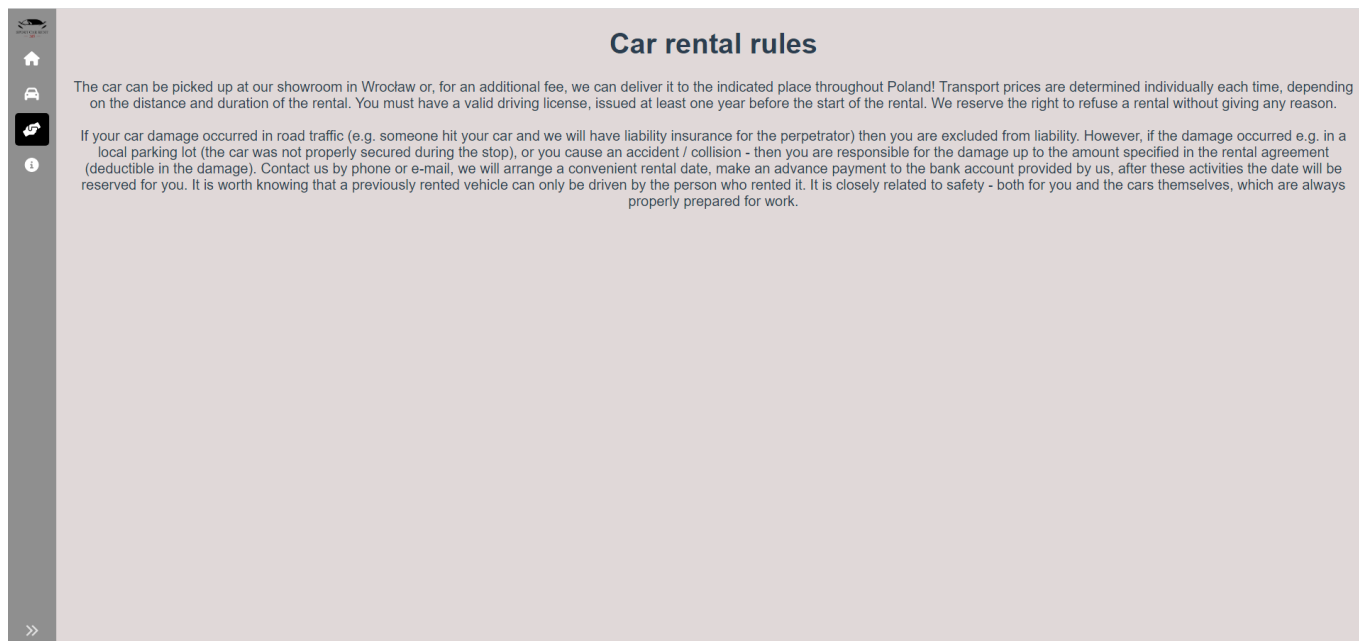 Car rental rules
The car can be picked up at our showroom in Wrocław or, for an additional fee, we can deliver it to the indicated place throughout Poland! Transport prices are determined individually each time, depending
on the distance and duration of the rental. You must have a valid driving license, issued at least one year before the start of the rental. We reserve the right to refuse a rental without giving any reason.
If your car damage occurred in road traffic (e.g. someone hit your car and we will have liability insurance for the perpetrator) then you are excluded from liability. However, if the damage occurred e.g. in a
local parking lot (the car was not properly secured during the stop), or you cause an accident / collision - then you are responsible for the damage up to the amount specified in the rental agreement
(deductible in the damage). Contact us by phone or e-mail, we will arrange a convenient rental date, make an advance payment to the bank account provided by us, after these activities the date will be
reserved for you. It is worth knowing that a previously rented vehicle can only be driven by the person who rented it. It is closely related to safety - both for you and the cars themselves, which are always
properly prepared for work.